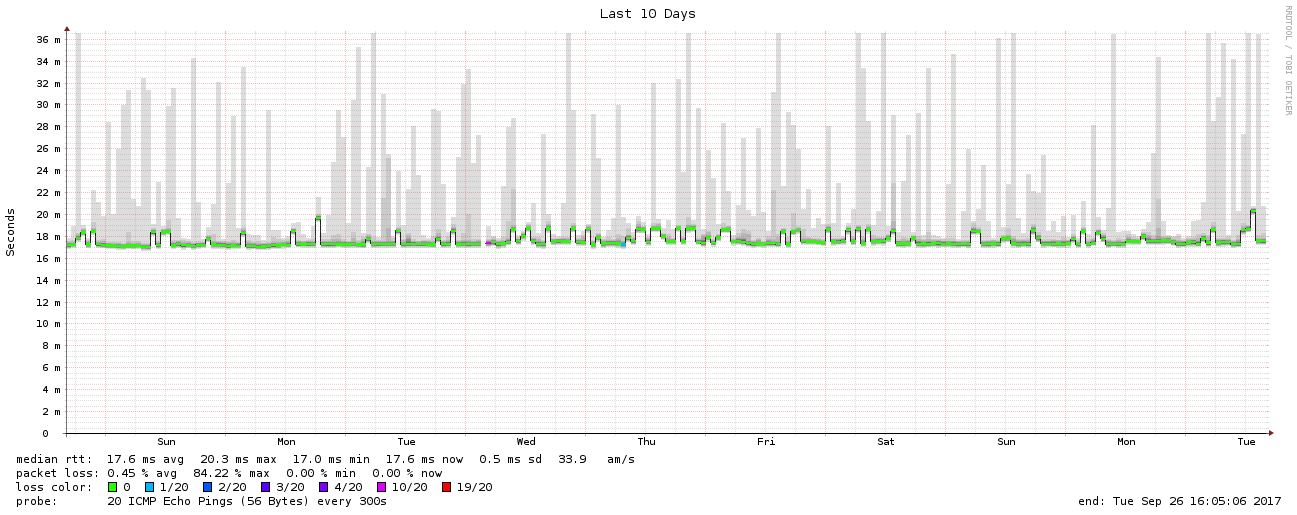 Last 10 Days
RRDTOOL / TOBI OETIKER
Seconds
36 m
34 m
32 m
30 m
28 m
26 m
24 m
22 m
20 m
18 m
16 m
14 m
12 m
10 m
8 m
6 m
4 m
2 m
0
Sun Mon Tue Wed Thu Fri Sat Sun Mon Tue
median rtt: 17.6 ms avg 20.3 ms max 17.0 ms min 17.6 ms now 0.5 ms sd 33.9 am/s
packet loss: 0.45 % avg 84.22 % max 0.00 % min 0.00 % now
loss color: 0 1/20 2/20 3/20 4/20 10/20 19/20
probe: 20 ICMP Echo Pings (56 Bytes) every 300s
end: Tue Sep 26 16:05:06 2017